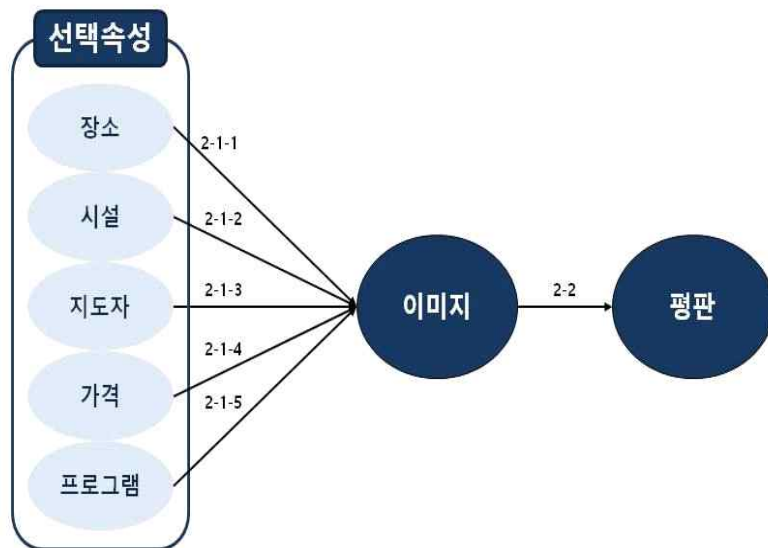 선택속성
장소
시설
지도자
가격
프로그램
2-1-1
2-1-2
2-1-3
2-1-4
2-1-5
이미지
2-2
평판